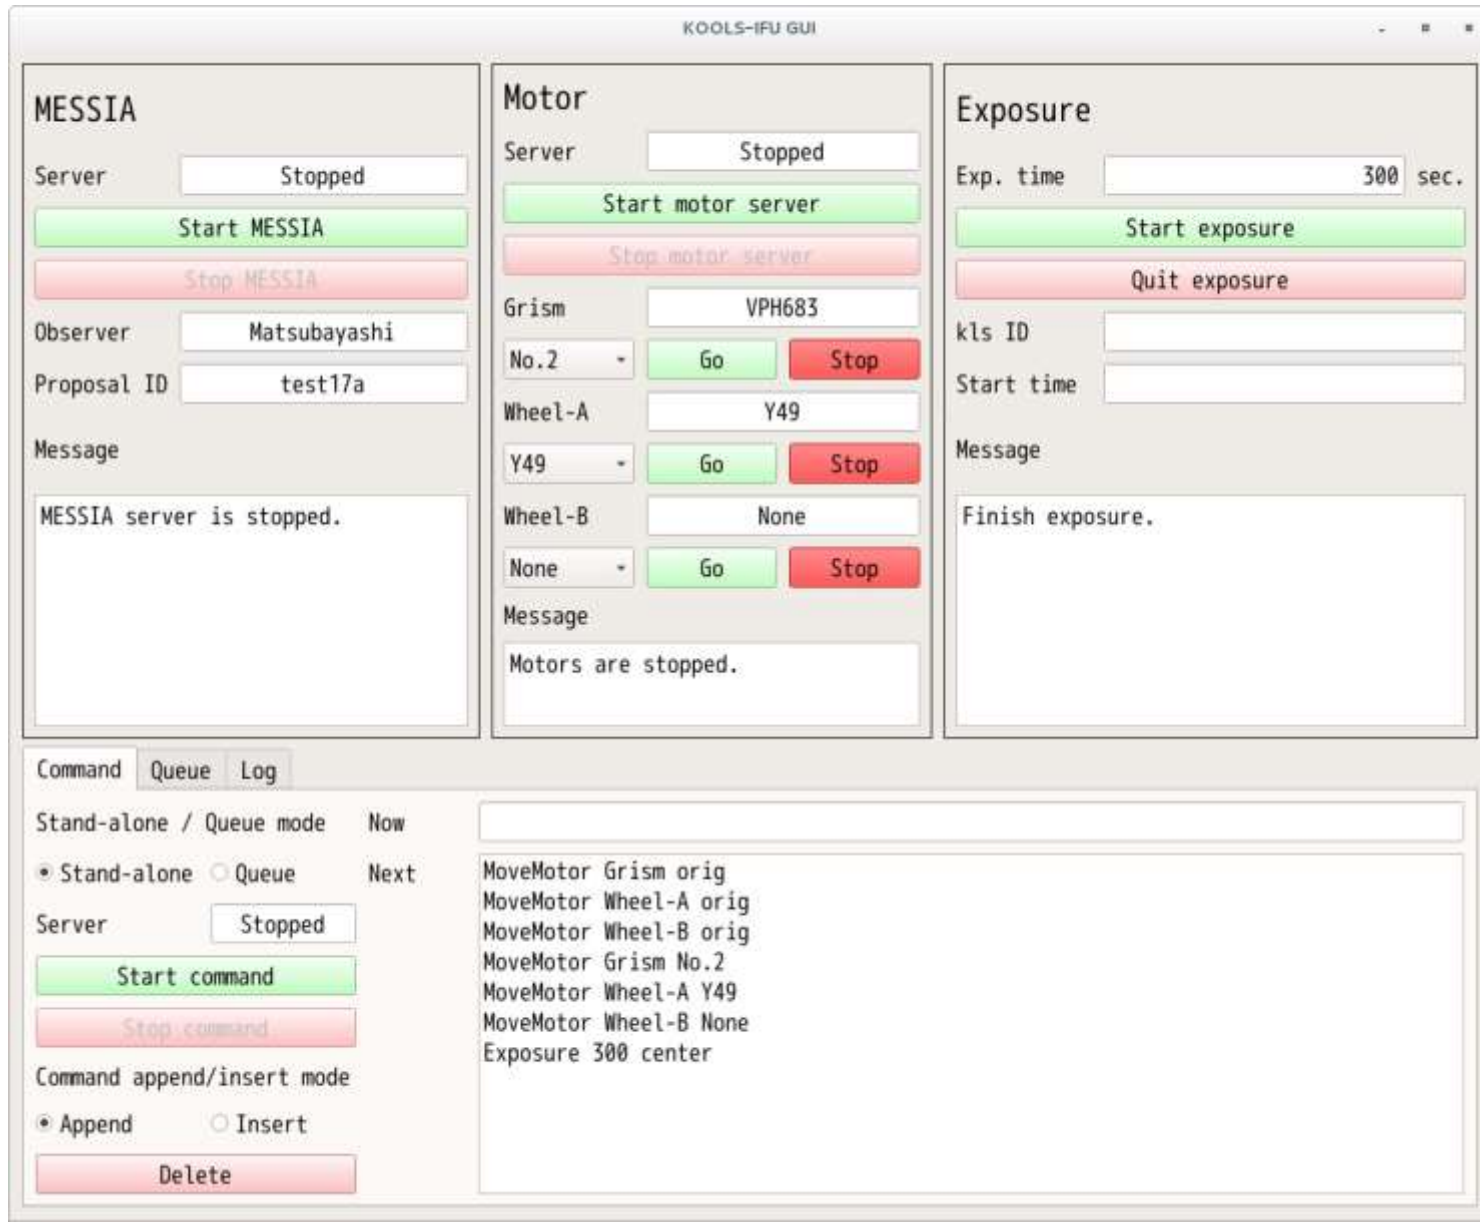 KOOLS-IFU GUI
MESSIA
Server Stopped
Start MESSIA
Stop MESSIA
Observer Matsubayashi
Proposal ID test17a
Message
MESSIA server is stopped.
Motor
Server Stopped
Start motor server
Stop motor server
Grism VPH683
No.2 Go Stop
Wheel-A Y49
Y49 Go Stop
Wheel-B None
None Go Stop
Message
Motors are stopped.
Exposure
Exp. time 300 sec.
Start exposure
Quit exposure
kls ID
Start time
Message
Finish exposure.
Command Queue Log
Stand-alone / Queue mode
Stand-alone Queue
Server Stopped
Start command
Stop command
Command append/insert mode
Append Insert
Delete
Now
Next
MoveMotor Grism orig
MoveMotor Wheel-A orig
MoveMotor Wheel-B orig
MoveMotor Grism No.2
MoveMotor Wheel-A Y49
MoveMotor Wheel-B None
Exposure 300 center